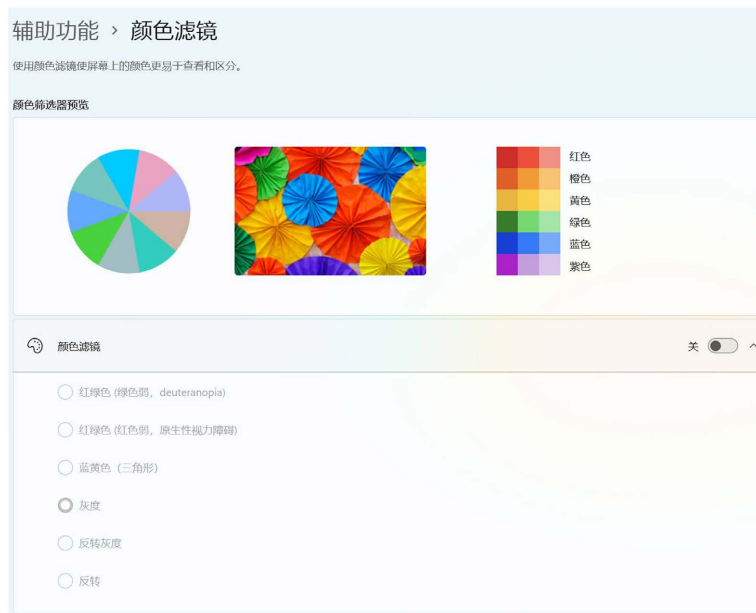 辅助功能 › 颜色滤镜
使用颜色滤镜使屏幕上的颜色更易于查看和区分。
颜色筛选器预览
红色
橙色
黄色
绿色
蓝色
紫色
颜色滤镜 关
红绿色 (绿色弱，deuteranopia)
红绿色 (红色弱，原生性视力障碍)
蓝黄色（三角形)
灰度
反转灰度
反转